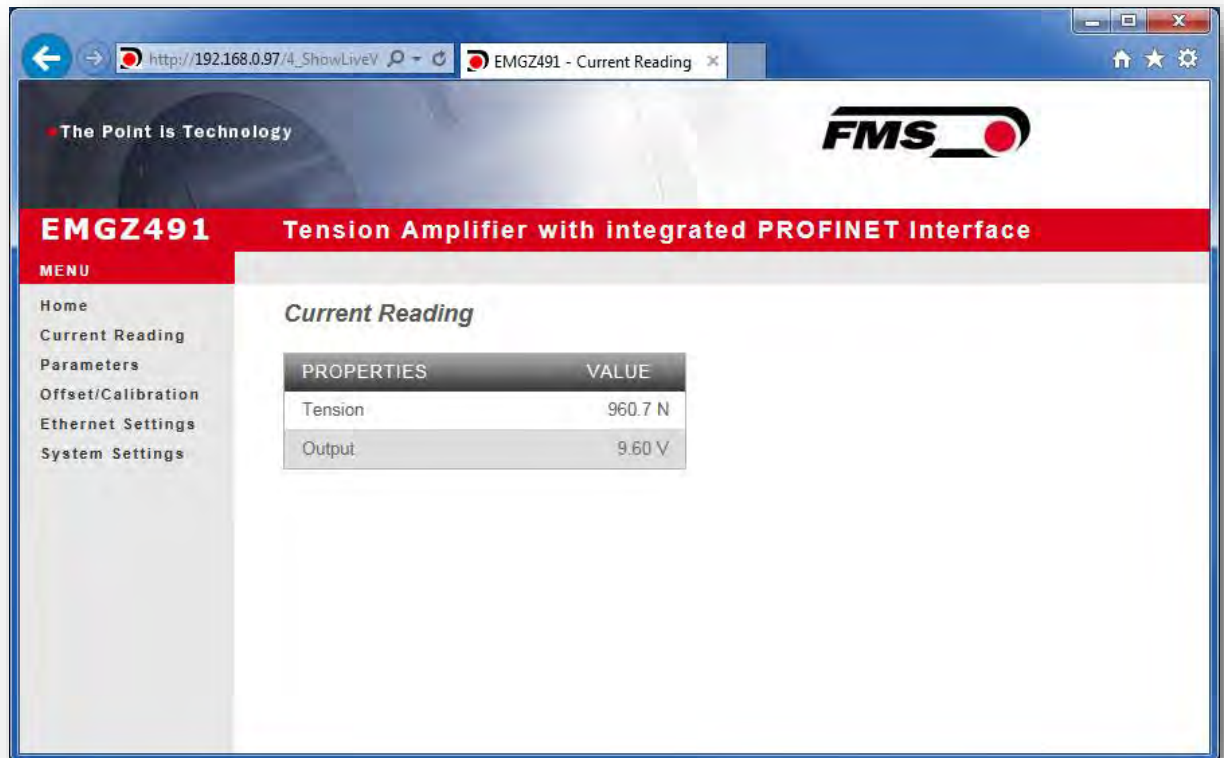 http://192.168.0.97/4_ShowLiveV
EMGZ491 - Current Reading
The Point is Technology
FMS
EMGZ491
Tension Amplifier with integrated PROFINET Interface
MENU
Home
Current Reading
Parameters
Offset/Calibration
Ethernet Settings
System Settings
Current Reading
PROPERTIES VALUE
Tension 960.7 N
Output 9.60 V